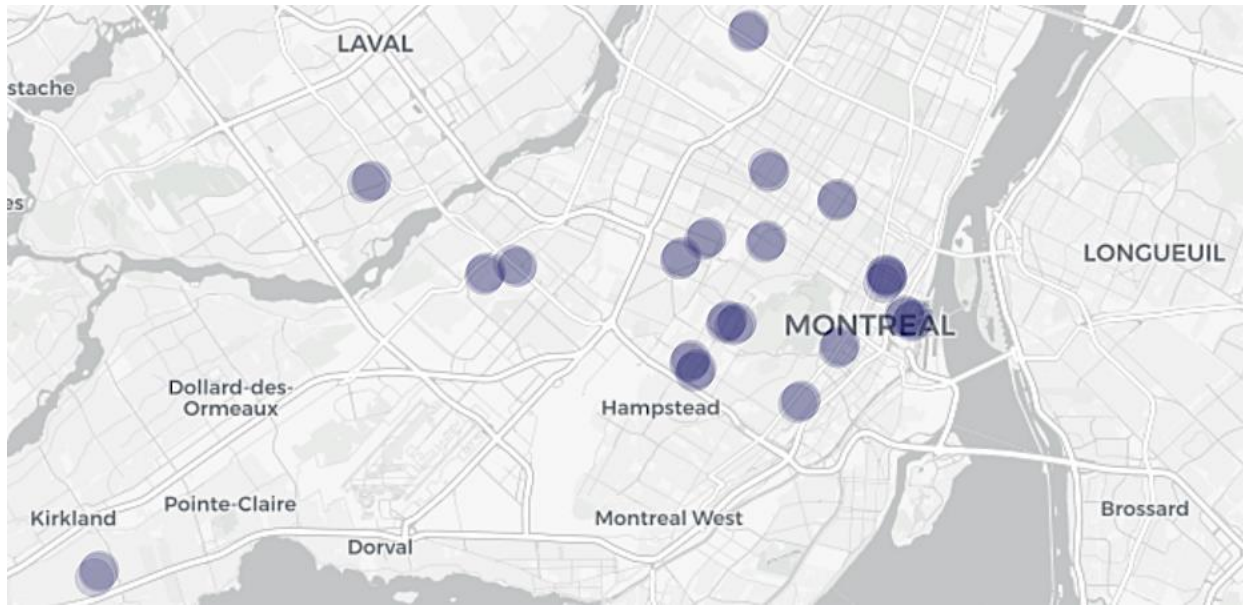 LAVAL
stache
es
LONGUEUIL
MONTREAL
Dollard-des-
Ormeaux
Hampstead
Pointe-Claire
Kirkland
Montreal West
Brossard
Dorval